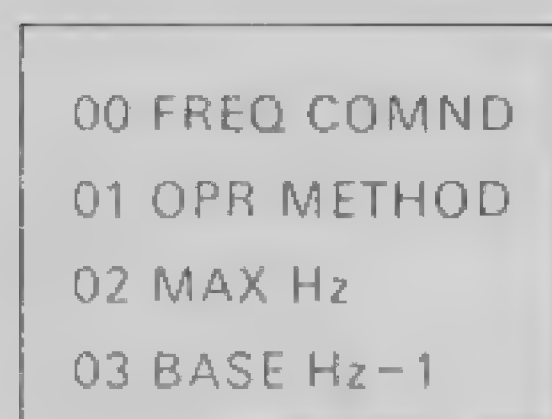 00 FREQ COMND
01 OPR METHOD
02 MAX Hz
03 BASE Hz-1